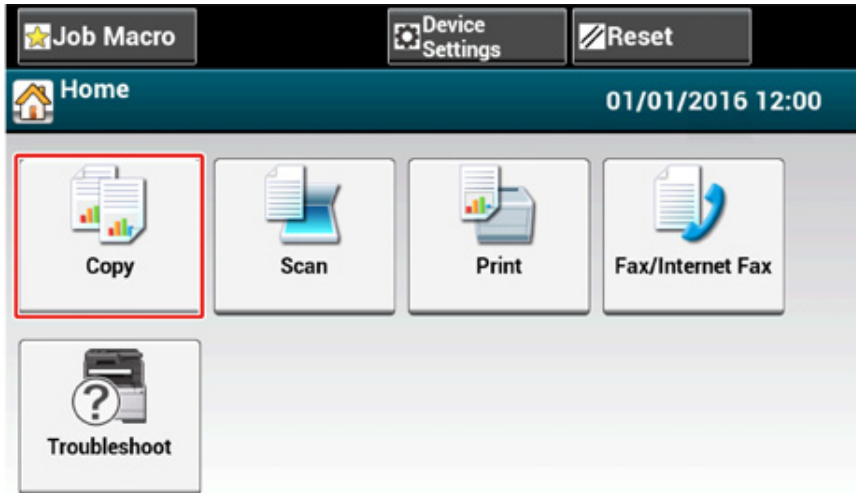 Job Macro
Device
Settings
Reset
Home
01/01/2016 12:00
Copy
Scan
Print
Fax/Internet Fax
?
Troubleshoot